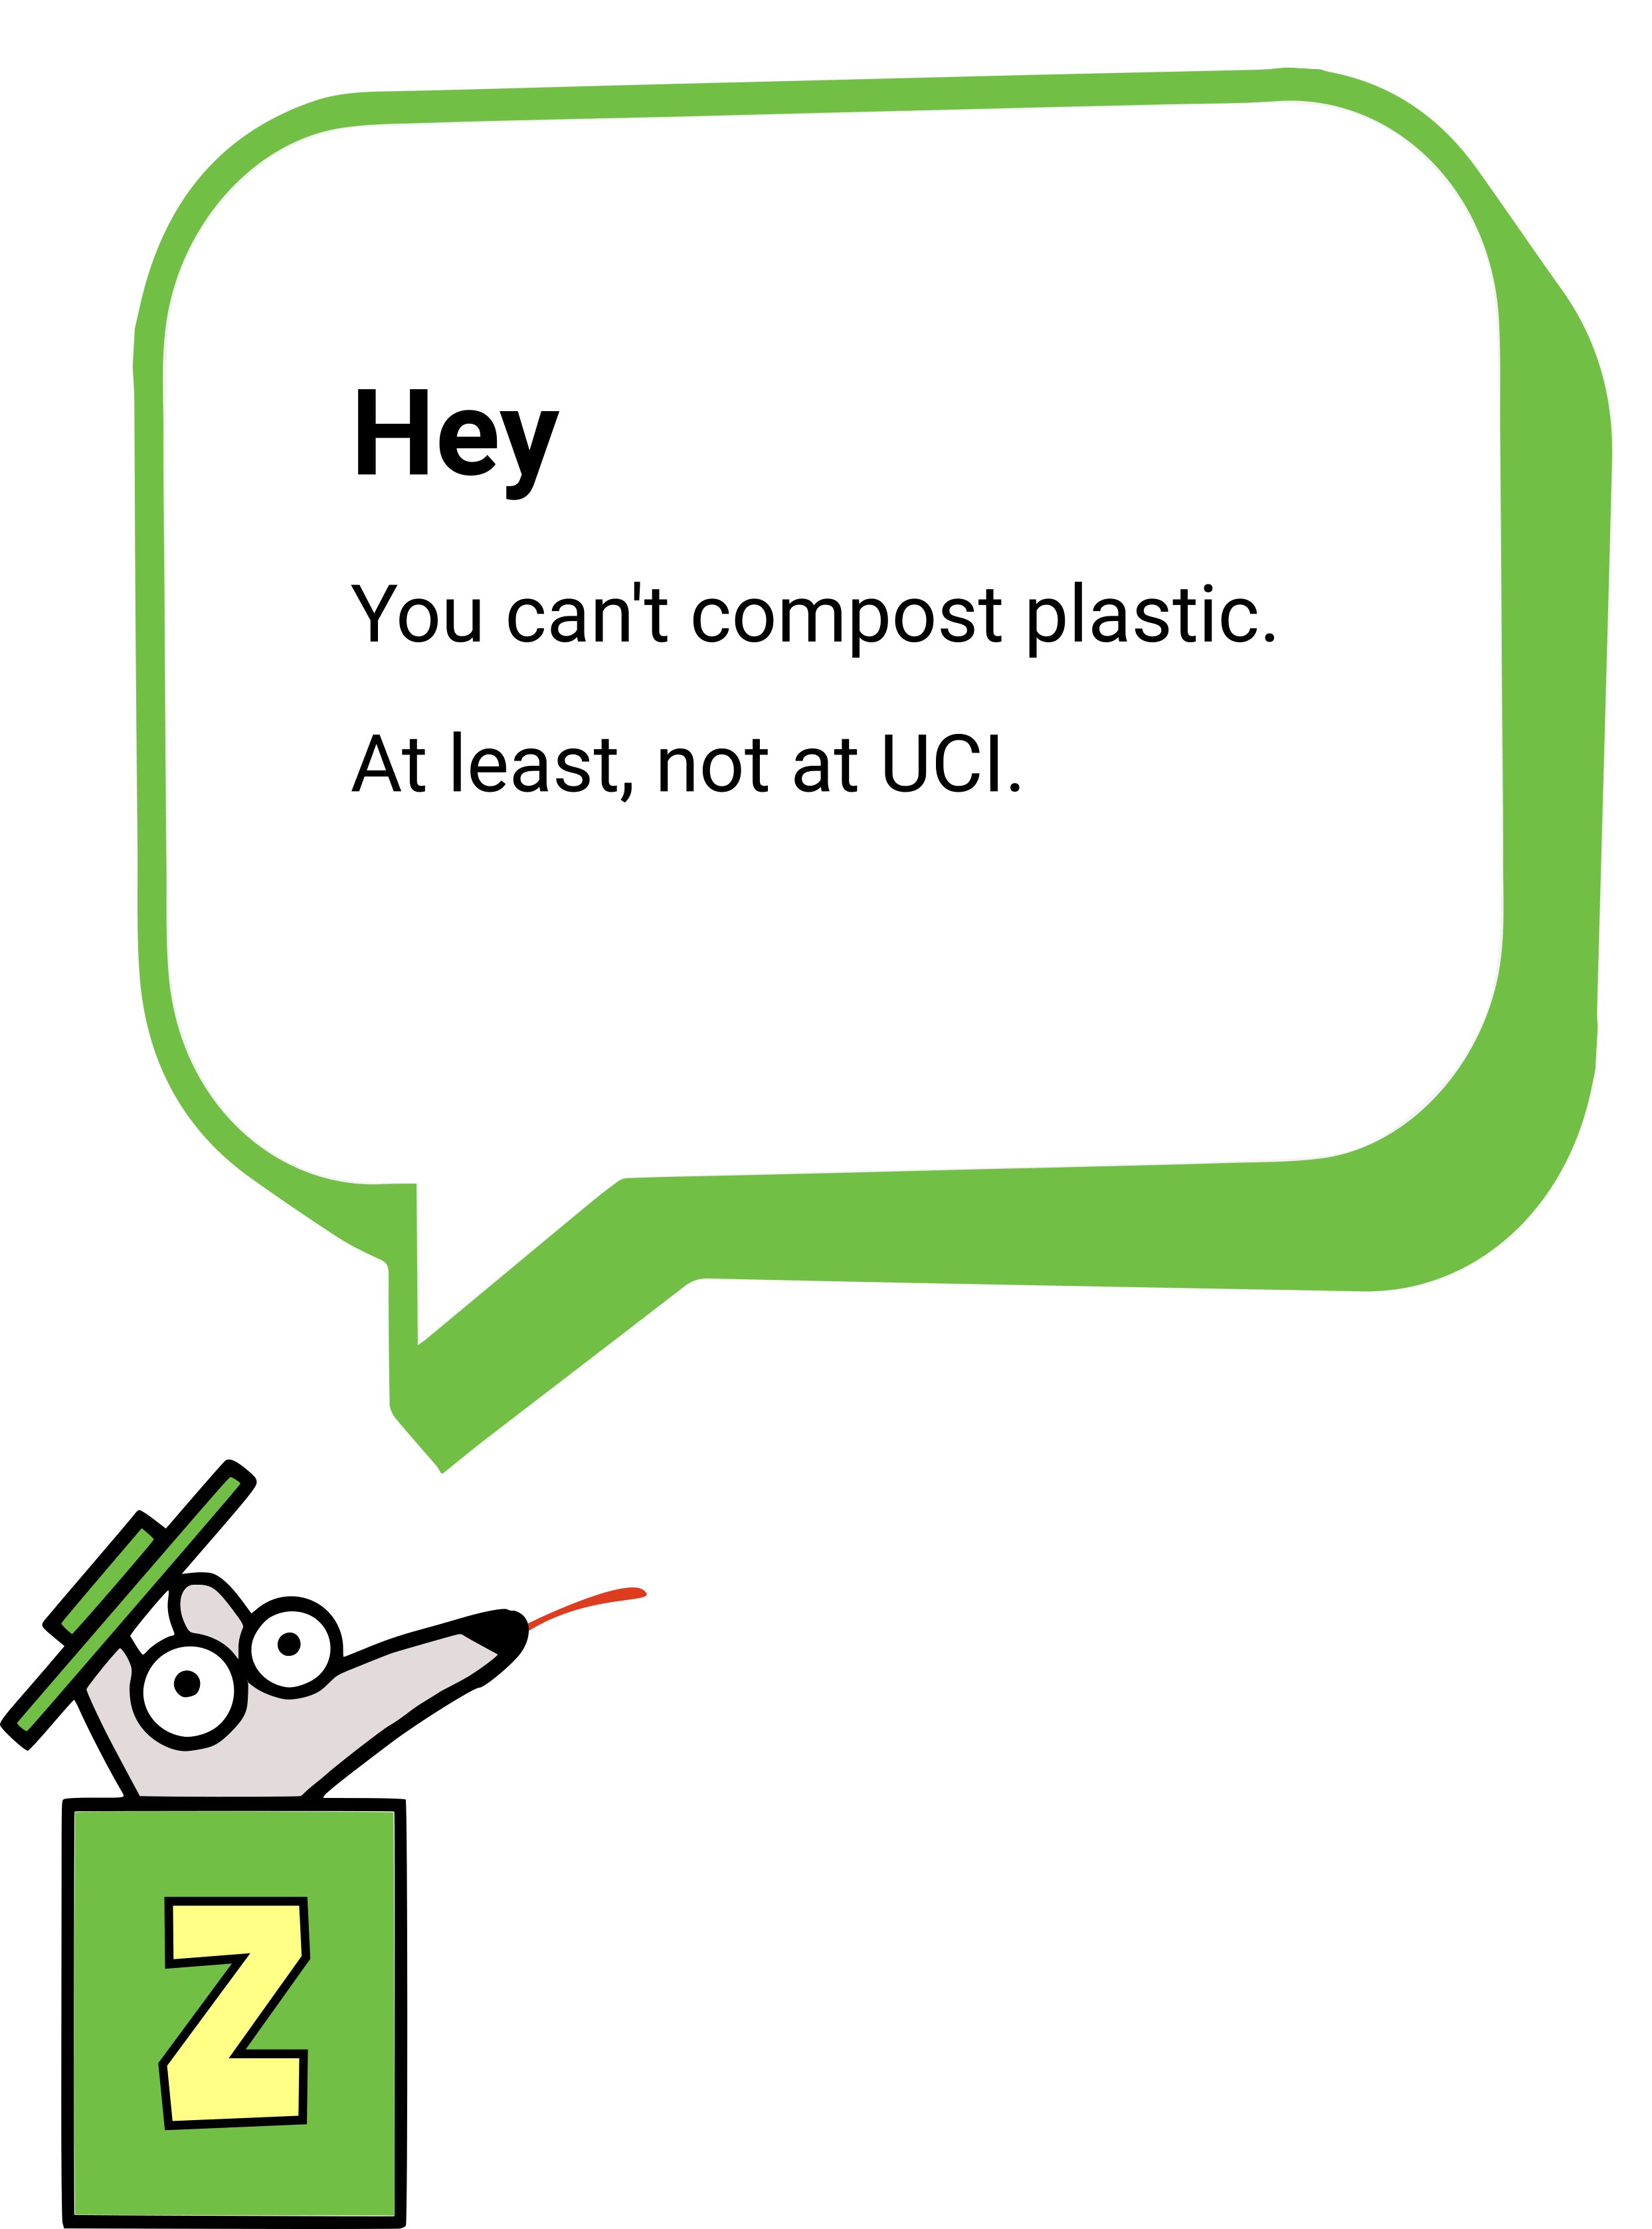 Hey
You can't compost plastic.
At least, not at UCI.
Z